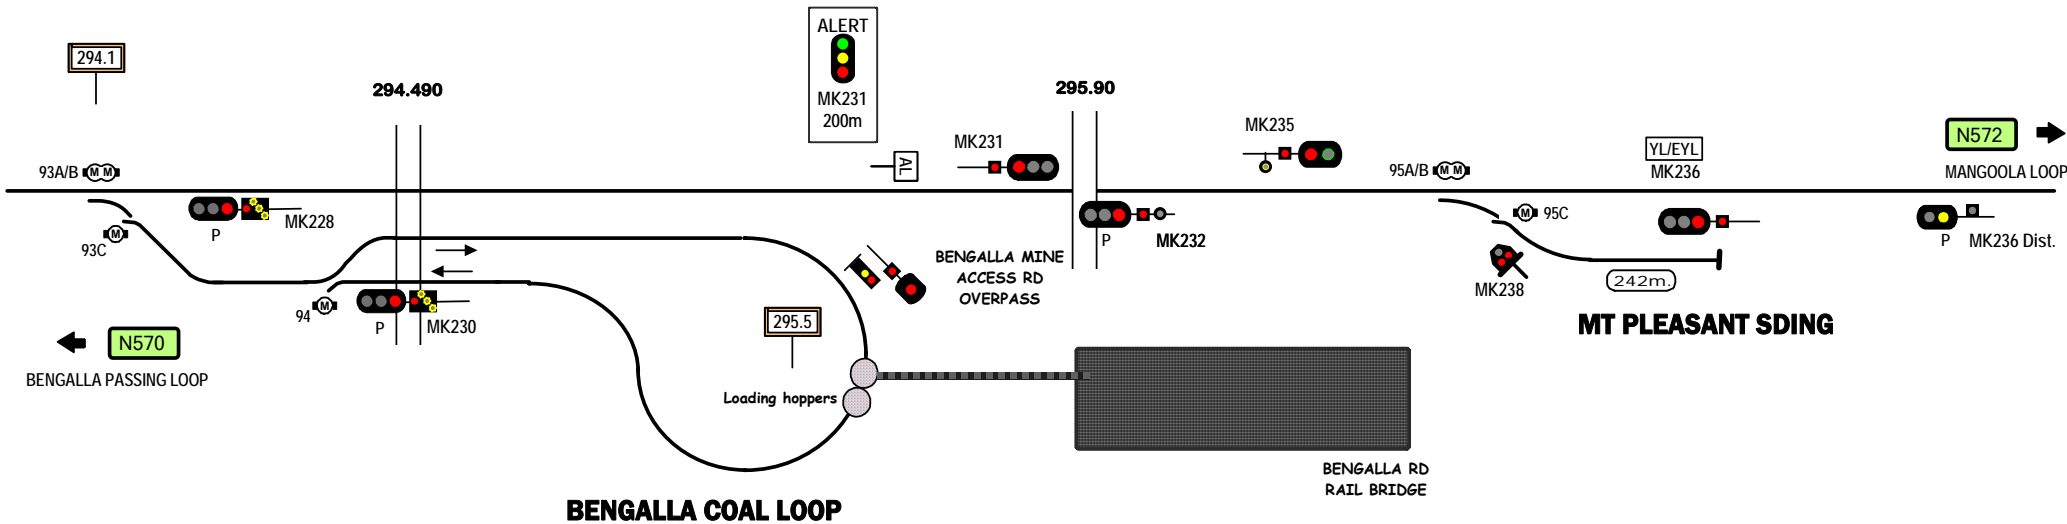 294.1
294.490
ALERT
MK231
200m
295.90
MK231
AL
MK235
YL/EYL
MK236
N572
MANGOOLA LOOP
93A/B
M M
95A/B
M M
MK228
P
93C
M
MK232
P
M
95C
P
MK236 Dist.
BENGALLA MINE
ACCESS RD
OVERPASS
MK238
242m.
94
M
P
MK230
295.5
MT PLEASANT SDING
N570
BENGALLA PASSING LOOP
Loading hoppers
BENGALLA RD
RAIL BRIDGE
BENGALLA COAL LOOP